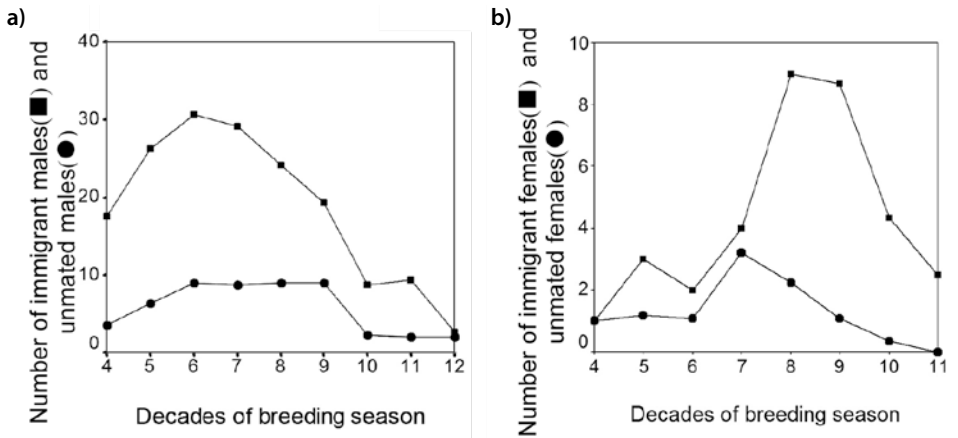 a)
Number of immigrant males(■) and
unmated males(●)
40
30
20
10
0
4 5 6 7 8 9 10 11 12
Decades of breeding season
b)
Number of immigrant females(■) and
unmated females(●)
10
8
6
4
2
0
4 5 6 7 8 9 10 11
Decades of breeding season